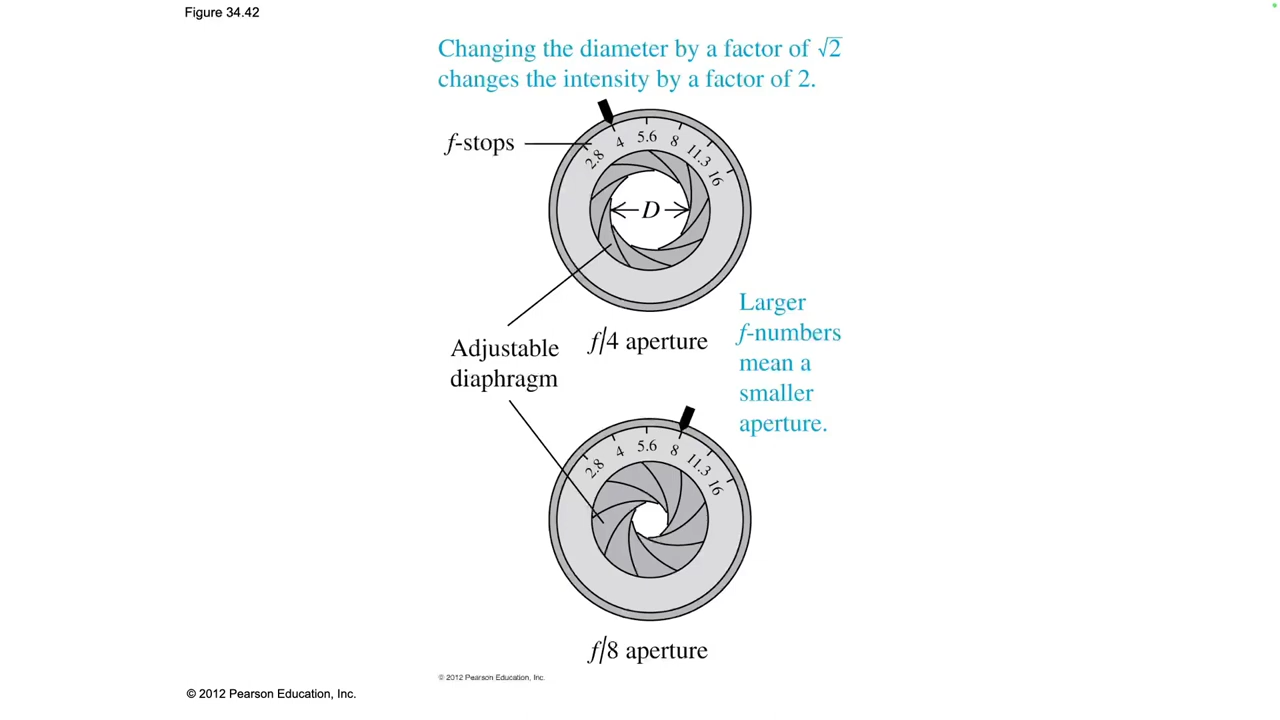 Figure 34.42
Changing the diameter by a factor of √2
changes the intensity by a factor of 2.
f-stops
2.8 4 5.6 8 11.3 16
D
Larger
f-numbers
mean a
smaller
aperture.
f/4 aperture
Adjustable
diaphragm
2.8 4 5.6 8 11.3 16
f/8 aperture
© 2012 Pearson Education, Inc.
© 2012 Pearson Education, Inc.